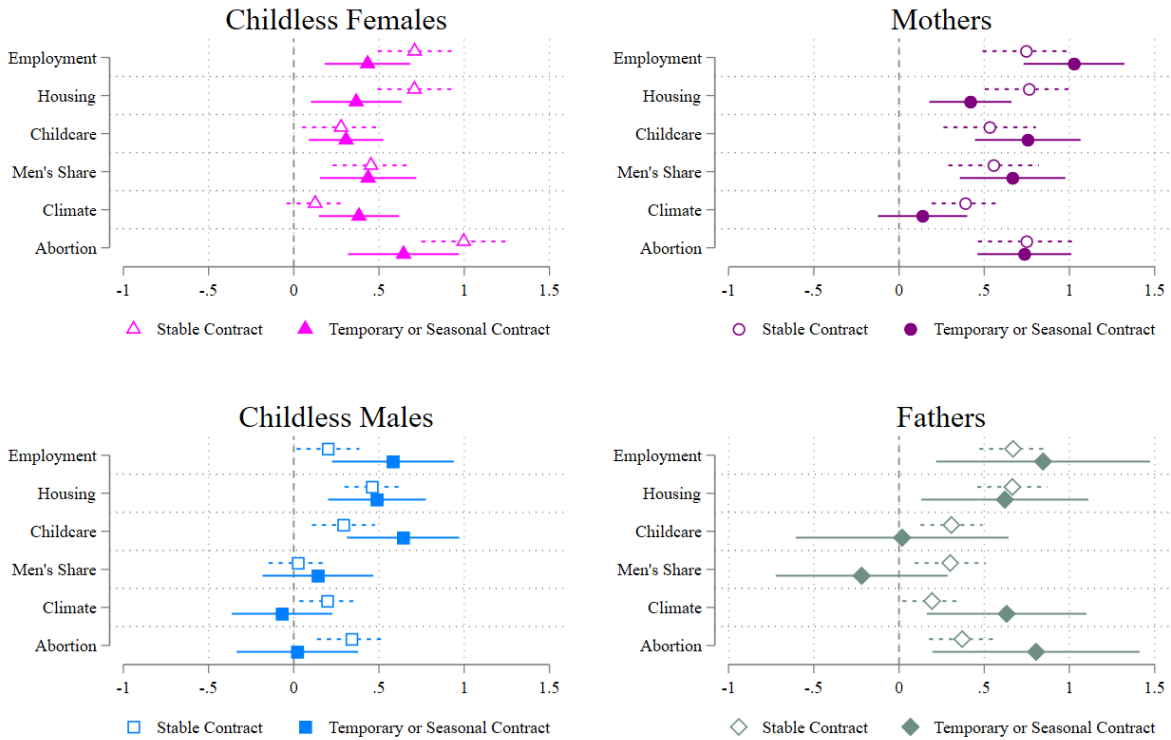 Childless Females
Employment
Housing
Childcare
Men's Share
Climate
Abortion
-1 -.5 0 .5 1 1.5
Stable Contract Temporary or Seasonal Contract
Mothers
Employment
Housing
Childcare
Men's Share
Climate
Abortion
-1 -.5 0 .5 1 1.5
Stable Contract Temporary or Seasonal Contract
Childless Males
Employment
Housing
Childcare
Men's Share
Climate
Abortion
-1 -.5 0 .5 1 1.5
Stable Contract Temporary or Seasonal Contract
Fathers
Employment
Housing
Childcare
Men's Share
Climate
Abortion
-1 -.5 0 .5 1 1.5
Stable Contract Temporary or Seasonal Contract